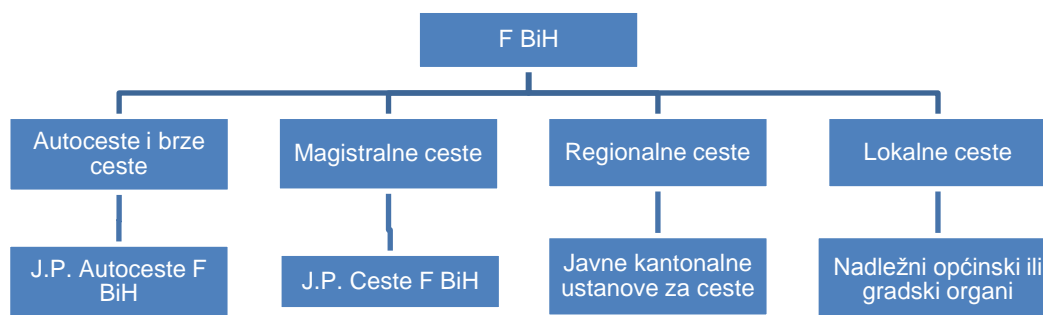 F BiH
Autoceste i brze
ceste
Magistralne ceste
Regionalne ceste
Lokalne ceste
J.P. Autoceste F
BiH
J.P. Ceste F BiH
Javne kantonalne
ustanove za ceste
Nadležni općinski ili
gradski organi